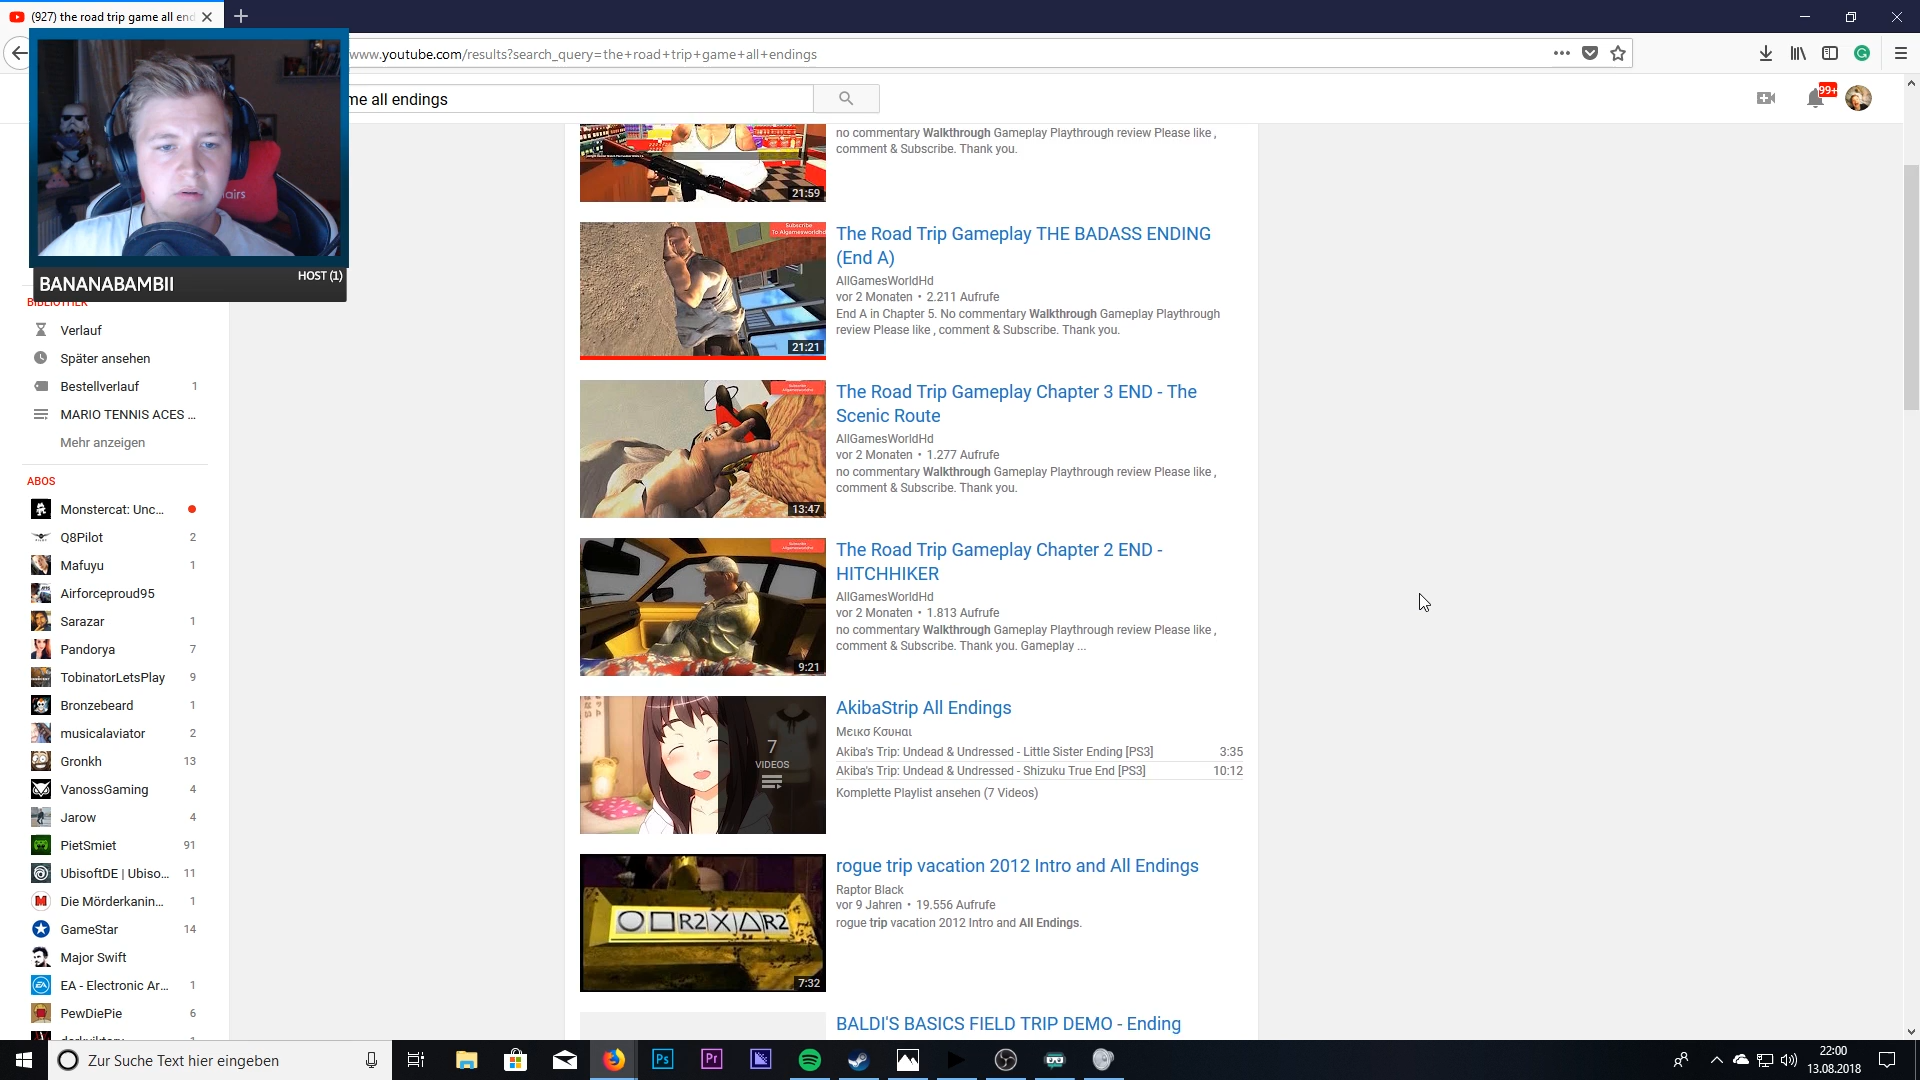 (927) the road trip game all end
www.youtube.com/results?search_query=the+road+trip+game+all+endings
me all endings
99+
airs
BANANABAMBII
HOST (1)
BIBLIOTHEK
Verlauf
Später ansehen
Bestellverlauf 1
MARIO TENNIS ACES ...
Mehr anzeigen
ABOS
Monstercat: Unc...
Q8Pilot 2
Mafuyu 1
Airforceproud95
Sarazar 1
Pandorya 7
TobinatorLetsPlay 9
Bronzebeard 1
musicalaviator 2
Gronkh 13
VanossGaming 4
Jarow 4
PietSmiet 91
UbisoftDE | Ubiso... 11
Die Mörderkanin... 1
GameStar 14
Major Swift
EA - Electronic Ar... 1
PewDiePie 6
no commentary Walkthrough Gameplay Playthrough review Please like ,
comment & Subscribe. Thank you.
21:59
Subscribe
To Allgamesworldhd
21:21
The Road Trip Gameplay THE BADASS ENDING
(End A)
AllGamesWorldHd
vor 2 Monaten • 2.211 Aufrufe
End A in Chapter 5. No commentary Walkthrough Gameplay Playthrough
review Please like , comment & Subscribe. Thank you.
13:47
The Road Trip Gameplay Chapter 3 END - The
Scenic Route
AllGamesWorldHd
vor 2 Monaten • 1.277 Aufrufe
no commentary Walkthrough Gameplay Playthrough review Please like ,
comment & Subscribe. Thank you.
9:21
The Road Trip Gameplay Chapter 2 END -
HITCHHIKER
AllGamesWorldHd
vor 2 Monaten • 1.813 Aufrufe
no commentary Walkthrough Gameplay Playthrough review Please like ,
comment & Subscribe. Thank you. Gameplay ...
7
VIDEOS
AkibaStrip All Endings
Akiba's Trip: Undead & Undressed - Little Sister Ending [PS3] 3:35
Akiba's Trip: Undead & Undressed - Shizuku True End [PS3] 10:12
Komplette Playlist ansehen (7 Videos)
R2 X R2
7:32
rogue trip vacation 2012 Intro and All Endings
Raptor Black
vor 9 Jahren • 19.556 Aufrufe
rogue trip vacation 2012 Intro and All Endings.
BALDI'S BASICS FIELD TRIP DEMO - Ending
Zur Suche Text hier eingeben
Ps
Pr
22:00
13.08.2018